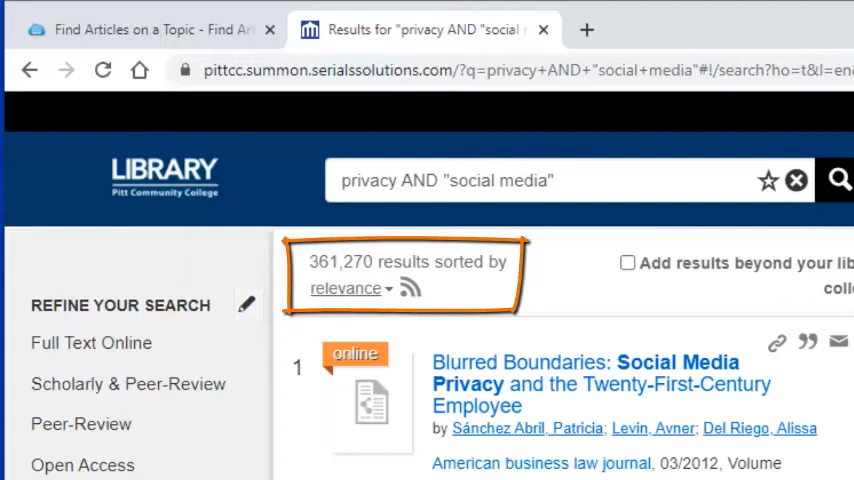 Find Articles on a Topic - Find Ar
Results for "privacy AND "social
pittcc.summon.serialssolutions.com/?q=privacy+AND+"social+media"#!/search?ho=t&l=en
LIBRARY
Pitt Community College
privacy AND "social media"
361,270 results sorted by
relevance
Add results beyond your lib
colle
REFINE YOUR SEARCH
Full Text Online
Scholarly & Peer-Review
Peer-Review
Open Access
1
online
Blurred Boundaries: Social Media
Privacy and the Twenty-First-Century
Employee
by Sánchez Abril, Patricia; Levin, Avner; Del Riego, Alissa
American business law journal, 03/2012, Volume